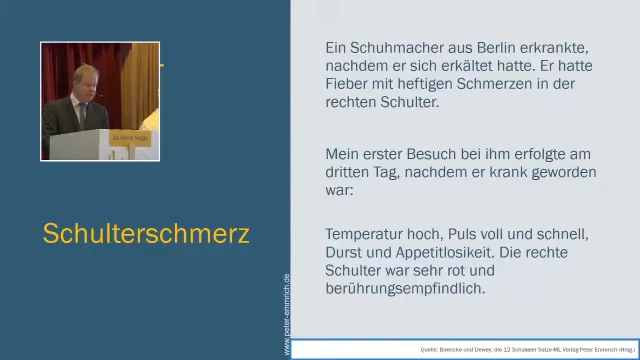 Schulterschmerz
Ein Schuhmacher aus Berlin erkrankte,
nachdem er sich erkältet hatte. Er hatte
Fieber mit heftigen Schmerzen in der
rechten Schulter.
Mein erster Besuch bei ihm erfolgte am
dritten Tag, nachdem er krank geworden
war:
Temperatur hoch, Puls voll und schnell,
Durst und Appetitlosikeit. Die rechte
Schulter war sehr rot und
berührungsempfindlich.
www.peter-emmrich.de
Quelle: Boericke und Dewey, die 12 Schüssler-Salze-ML Verlag-Peter Emmrich (Hrsg.)